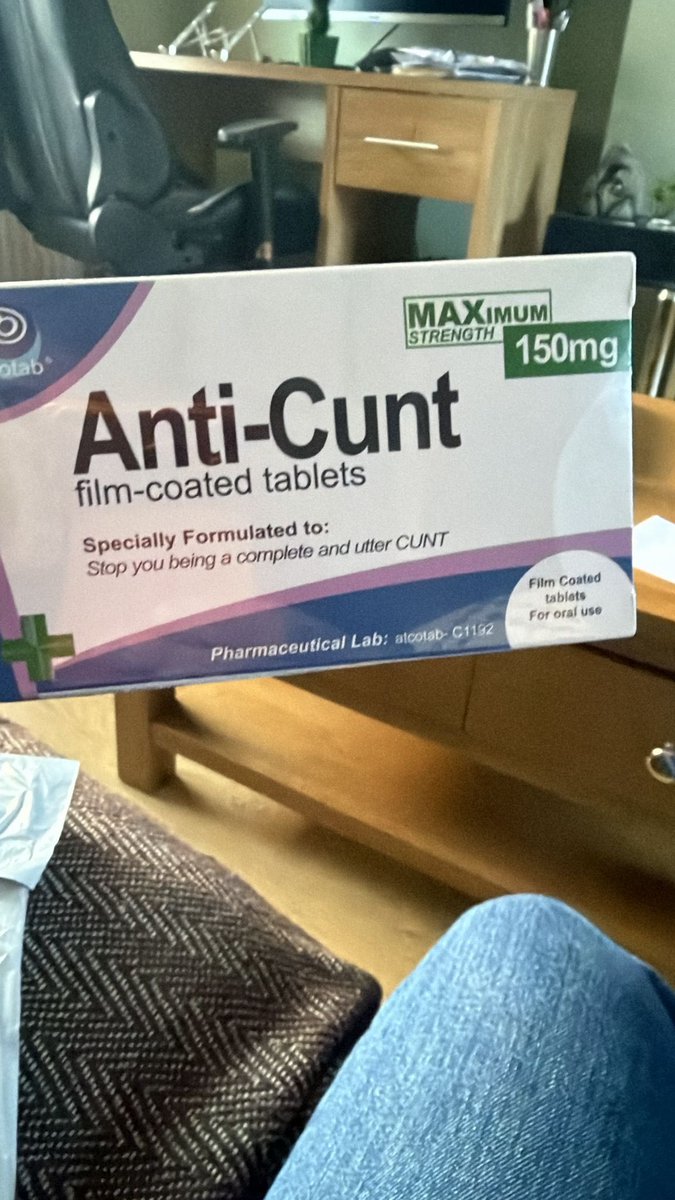 MAXIMUM
STRENGTH
150mg
olab®
Anti-Cunt
film-coated tablets
Specially Formulated to:
Stop you being a complete and utter CUNT
Film Coated
tablets
For oral use
Pharmaceutical Lab: atcotab- C1192